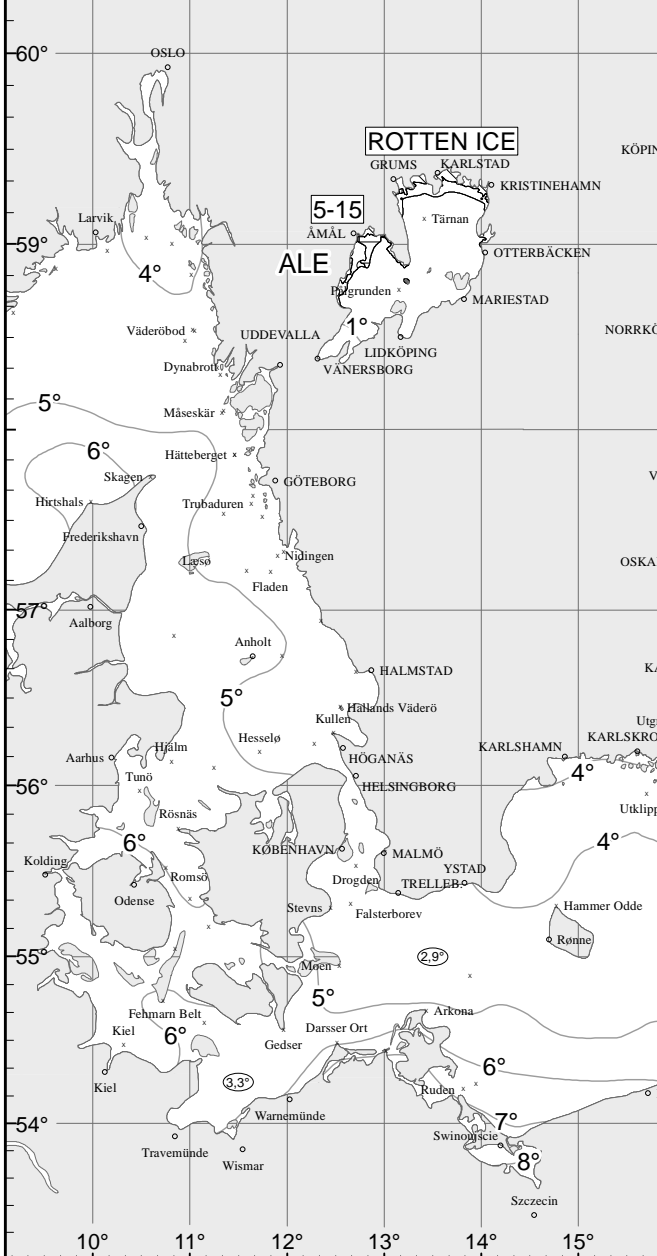 60°
OSLO
ROTTEN ICE
KÖPIN
GRUMS
KARLSTAD
KRISTINEHAMN
5-15
Larvik
Tärnan
ÅMÅL
59°
OTTERBÄCKEN
ALE
4°
Pålgrunden
MARIESTAD
1°
Väderöbod
UDDEVALLA
NORRKÖ
LIDKÖPING
Dynabrott
VÄNERSBORG
5°
Måseskär
6°
Hätteberget
Skagen
GÖTEBORG
V
Hirtshals
Trubaduren
Frederikshavn
Nidingen
Læsø
OSKA
Fladen
57°
Aalborg
Anholt
HALMSTAD
KA
5°
Hallands Väderö
Kullen
Utg
Hesselø
KARLSKRO
Hjälm
KARLSHAMN
Aarhus
HÖGANÄS
4°
Tunö
56°
HELSINGBORG
Utklipp
Rösnäs
6°
4°
KØBENHAVN
MALMÖ
Kolding
YSTAD
Romsö
Drogden
TRELLEB
Odense
Stevns
Falsterborev
Hammer Odde
Rønne
55°
Moen
2,9°
5°
Fehmarn Belt
Arkona
Kiel
6°
Darsser Ort
Gedser
6°
Kiel
3,3°
Ruden
Warnemünde
54°
7°
Swinoujscie
Travemünde
8°
Wismar
Szczecin
10°
11°
12°
13°
14°
15°